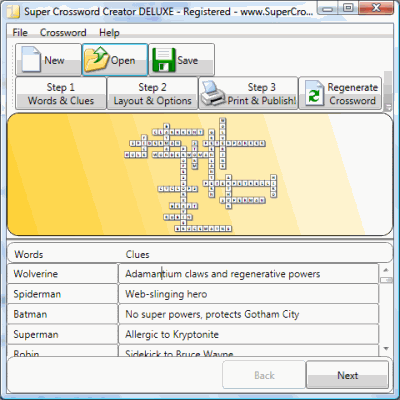 Super Crossword Creator DELUXE - Registered - www.SuperCro...
File Crossword Help
New Open Save
Step 1 Step 2 Step 3 Regenerate
Words & Clues Layout & Options Print & Publish! Crossword
Words Clues
Wolverine Adamantium claws and regenerative powers
Spiderman Web-slinging hero
Batman No super powers, protects Gotham City
Superman Allergic to Kryptonite
Robin Sidekick to Bruce Wayne
Back Next